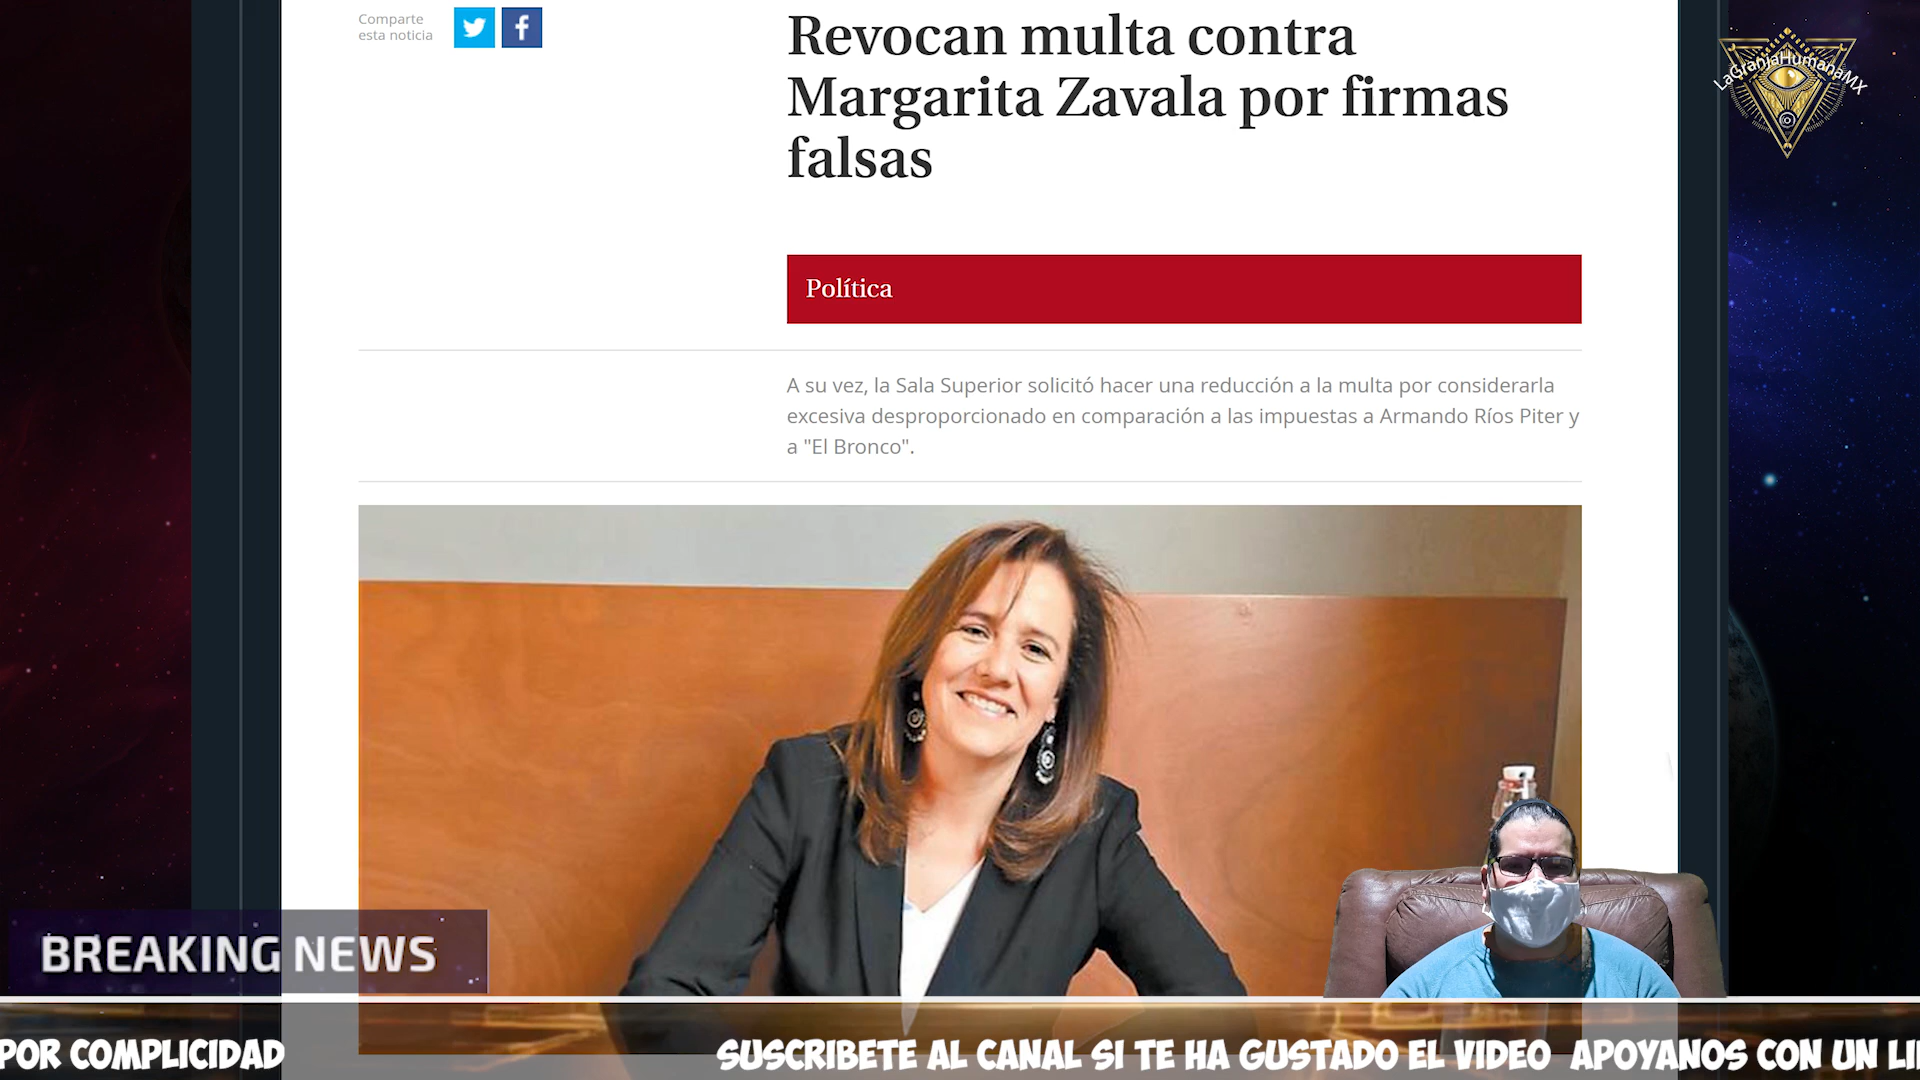 Comparte
esta noticia
Revocan multa contra
Margarita Zavala por firmas
falsas
LaGranjaHumanaMX
Política
A su vez, la Sala Superior solicitó hacer una reducción a la multa por considerarla
excesiva desproporcionado en comparación a las impuestas a Armando Ríos Piter y
a "El Bronco".
BREAKING NEWS
POR COMPLICIDAD SUSCRIBETE AL CANAL SI TE HA GUSTADO EL VIDEO APOYANOS CON UN LI